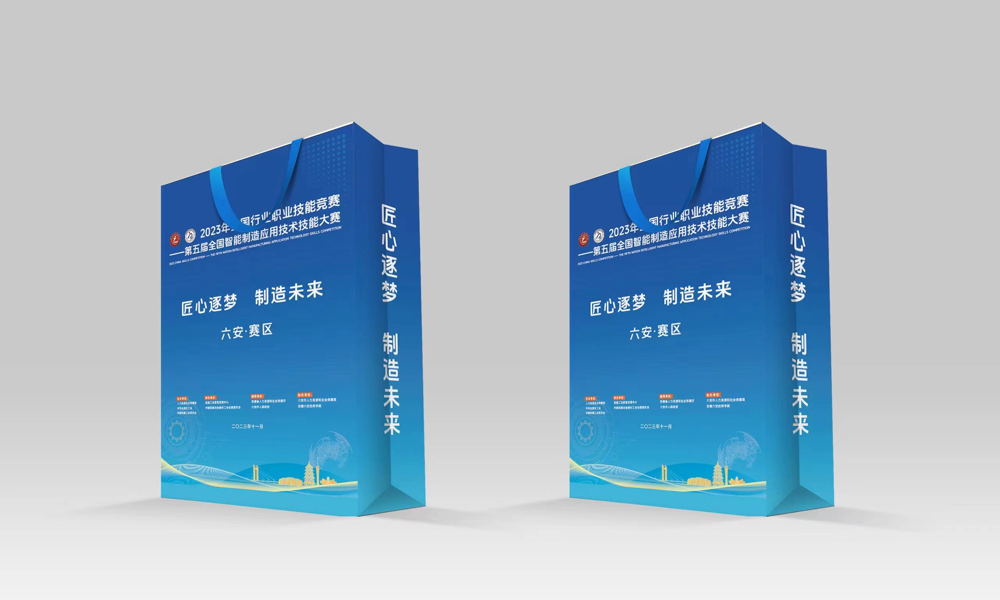 2023年全国行业职业技能竞赛
——第五届全国智能制造应用技术技能大赛
2023 CHINA SKILLS COMPETITION —— THE FIFTH NATION INTELLIGENT MANUFACTURING APPLICATION TECHNOLOGY SKILLS COMPETITION
匠心逐梦 制造未来
六安·赛区
主办单位：
人力资源社会保障部
中华全国总工会
中国机械工业联合会
承办单位：
机械工业教育发展中心
中国机械冶金建材工会全国委员会
指导单位：
安徽省人力资源和社会保障厅
六安市人民政府
协办单位：
六安市人力资源和社会保障局
安徽六安技师学院
二〇二三年十一月
匠心逐梦 制造未来
2023年全国行业职业技能竞赛
——第五届全国智能制造应用技术技能大赛
2023 CHINA SKILLS COMPETITION —— THE FIFTH NATION INTELLIGENT MANUFACTURING APPLICATION TECHNOLOGY SKILLS COMPETITION
匠心逐梦 制造未来
六安·赛区
主办单位：
人力资源社会保障部
中华全国总工会
中国机械工业联合会
承办单位：
机械工业教育发展中心
中国机械冶金建材工会全国委员会
指导单位：
安徽省人力资源和社会保障厅
六安市人民政府
协办单位：
六安市人力资源和社会保障局
安徽六安技师学院
二〇二三年十一月
匠心逐梦 制造未来